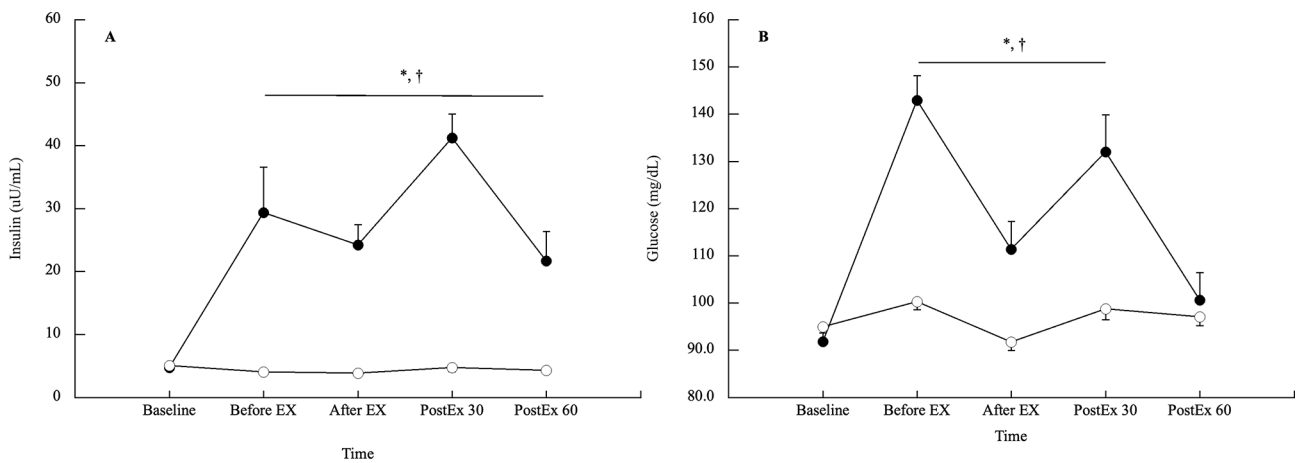 A
*, †
60
50
40
30
20
10
0
Insulin (uU/mL)
Baseline
Before EX
After EX
PostEx 30
PostEx 60
Time
B
*, †
160
150
140
130
120
110
100
90.0
80.0
Glucose (mg/dL)
Baseline
Before EX
After EX
PostEx 30
PostEx 60
Time